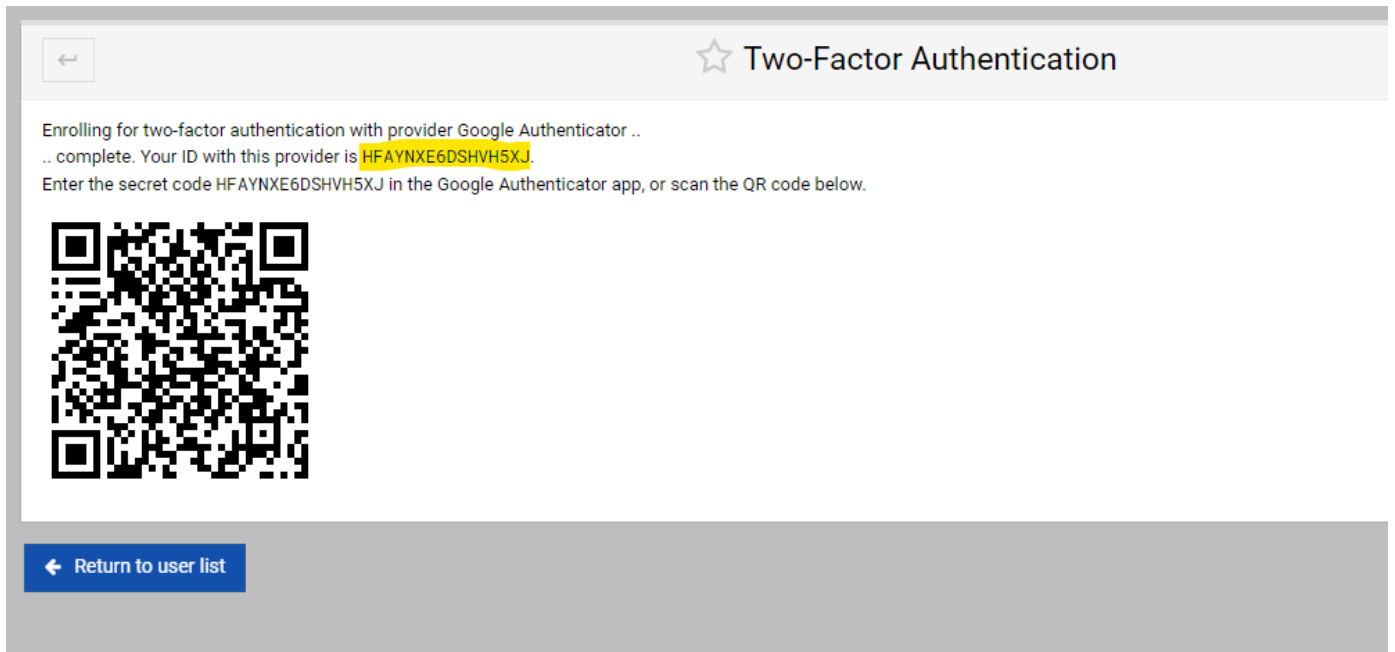 Two-Factor Authentication
Enrolling for two-factor authentication with provider Google Authenticator ..
.. complete. Your ID with this provider is HFAYNXE6DSHVH5XJ.
Enter the secret code HFAYNXE6DSHVH5XJ in the Google Authenticator app, or scan the QR code below.
Return to user list